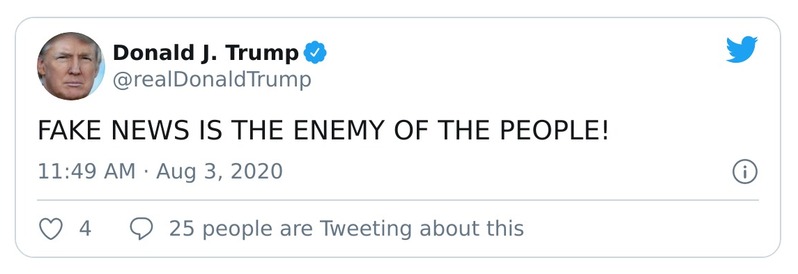 Donald J. Trump
@realDonaldTrump
FAKE NEWS IS THE ENEMY OF THE PEOPLE!
11:49 AM · Aug 3, 2020
4 25 people are Tweeting about this